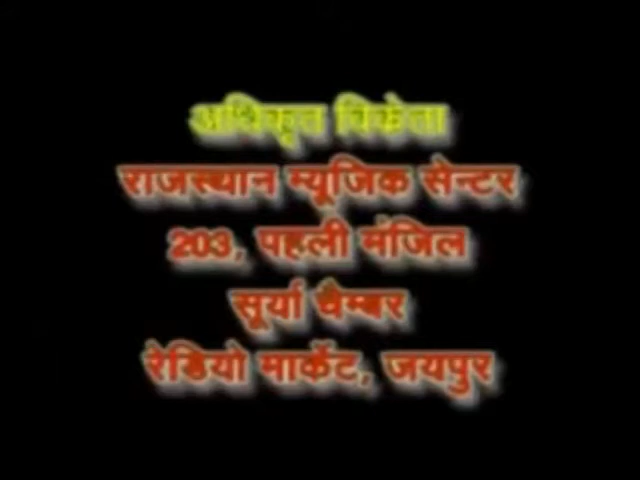 अधिकृत विक्रेता
राजस्थान म्यूजिक सेन्टर
203, पहली मंजिल
सूर्या चैम्बर
रेडियो मार्केट, जयपुर